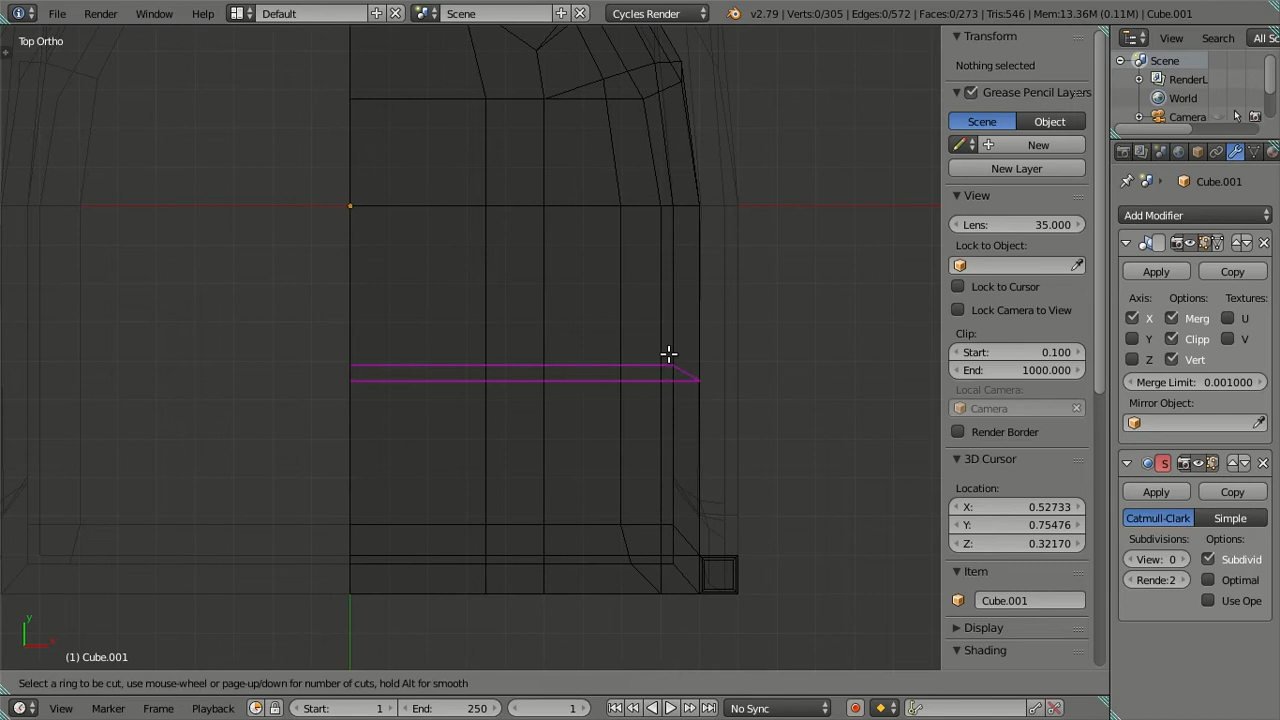 File Render Window Help Default Scene Cycles Render v2.79 | Verts:0/305 | Edges:0/572 | Faces:0/273 | Tris:546 | Mem:13.36M (0.11M) | Cube.001
Top Ortho
Transform
Nothing selected
Grease Pencil Layers
Scene Object
New
New Layer
View
Lens: 35.000
Lock to Object:
Lock to Cursor
Lock Camera to View
Clip:
Start: 0.100
End: 1000.000
Local Camera:
Camera
Render Border
3D Cursor
Location:
X: 0.52733
Y: 0.75476
Z: 0.32170
Item
Cube.001
Display
Shading
View Search All Sc
Scene
RenderL
World
Camera
Cube.001
Add Modifier
Apply Copy
Axis: Options: Textures:
X Merg U
Y Clipp V
Z Vert
Merge Limit: 0.001000
Mirror Object:
S
Apply Copy
Catmull-Clark Simple
Subdivisions: Options:
View: 0 Subdivid
Rende:2 Optimal
Use Ope
y
x
(1) Cube.001
Select a ring to be cut, use mouse-wheel or page-up/down for number of cuts, hold Alt for smooth
View Marker Frame Playback Start: 1 End: 250 1 No Sync